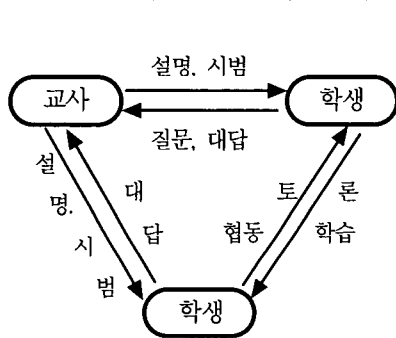 설명, 시범
교사
학생
질문, 대답
설명, 시범
대답
토론
협동 학습
학생